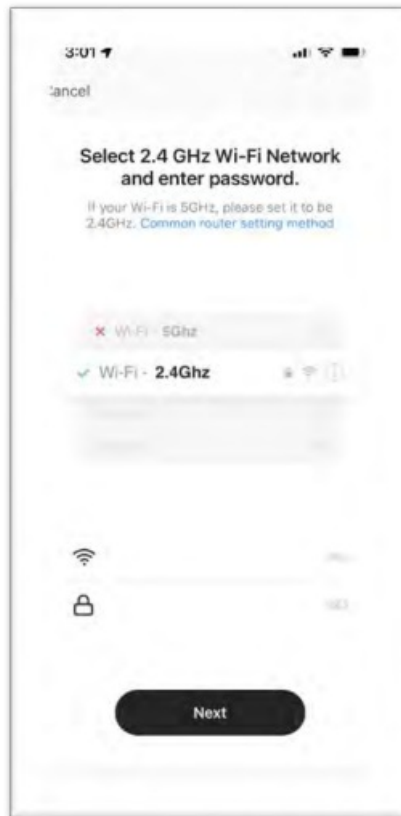 3:01
ancel
Select 2.4 GHz Wi-Fi Network
and enter password.
If your Wi-Fi is 5GHz, please set it to be
2.4GHz. Common router setting method
Wi-Fi - 5Ghz
Wi-Fi - 2.4Ghz
Next